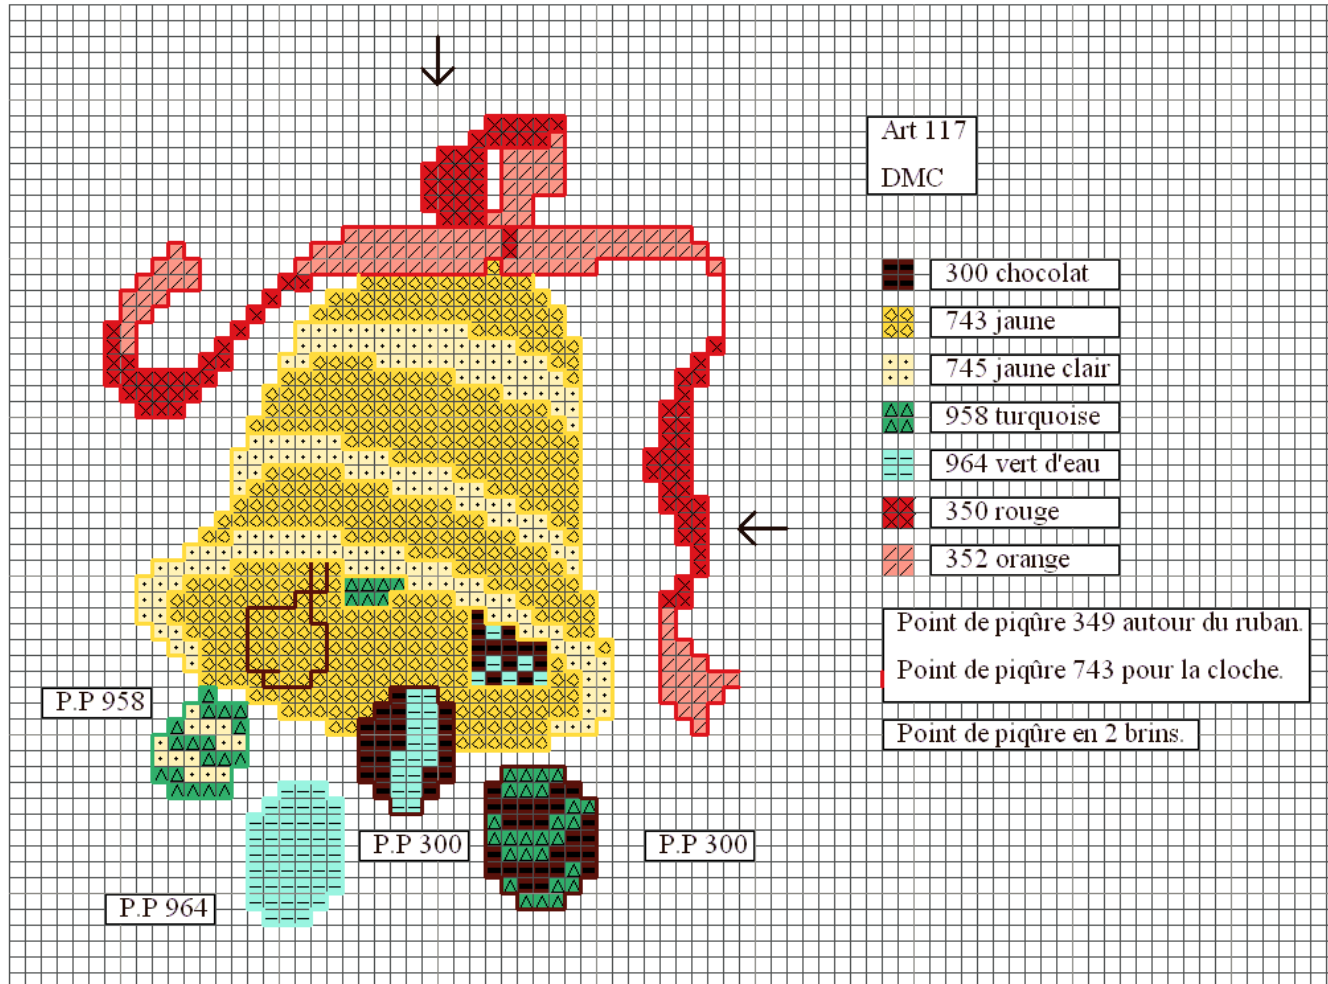 Art 117
DMC
300 chocolat
743 jaune
745 jaune clair
958 turquoise
964 vert d'eau
350 rouge
352 orange
Point de piqûre 349 autour du ruban.
Point de piqûre 743 pour la cloche.
Point de piqûre en 2 brins.
P.P 958
P.P 300
P.P 300
P.P 964